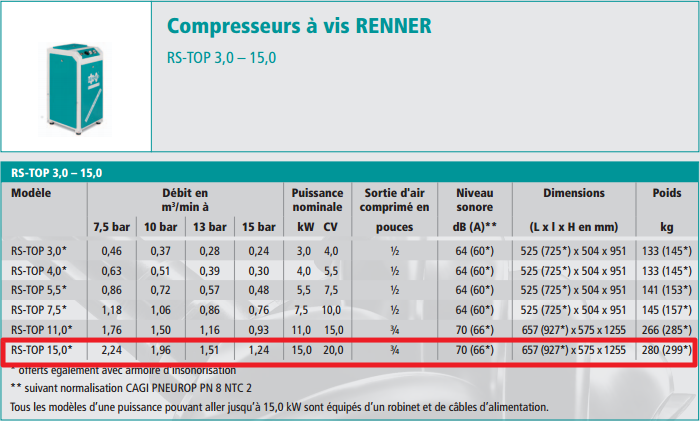 Compresseurs à vis RENNER
RS-TOP 3,0 – 15,0
RS-TOP 3,0 – 15,0
Modèle Débit en Puissance Sortie d'air Niveau Dimensions Poids
m³/min à nominale comprimé en sonore
7,5 bar 10 bar 13 bar 15 bar kW CV pouces dB (A)** (L x l x H en mm) kg
RS-TOP 3,0* 0,46 0,37 0,28 0,24 3,0 4,0 ½ 64 (60*) 525 (725*) x 504 x 951 133 (145*)
RS-TOP 4,0* 0,63 0,51 0,39 0,30 4,0 5,5 ½ 64 (60*) 525 (725*) x 504 x 951 133 (145*)
RS-TOP 5,5* 0,86 0,72 0,57 0,48 5,5 7,5 ½ 64 (60*) 525 (725*) x 504 x 951 141 (153*)
RS-TOP 7,5* 1,18 1,06 0,86 0,76 7,5 10,0 ½ 64 (60*) 525 (725*) x 504 x 951 145 (157*)
RS-TOP 11,0* 1,76 1,50 1,16 0,93 11,0 15,0 ¾ 70 (66*) 657 (927*) x 575 x 1255 266 (285*)
RS-TOP 15,0* 2,24 1,96 1,51 1,24 15,0 20,0 ¾ 70 (66*) 657 (927*) x 575 x 1255 280 (299*)
* offerts également avec armoire d'insonorisation
** suivant normalisation CAGI PNEUROP PN 8 NTC 2
Tous les modèles d'une puissance pouvant aller jusqu'à 15,0 kW sont équipés d'un robinet et de câbles d'alimentation.